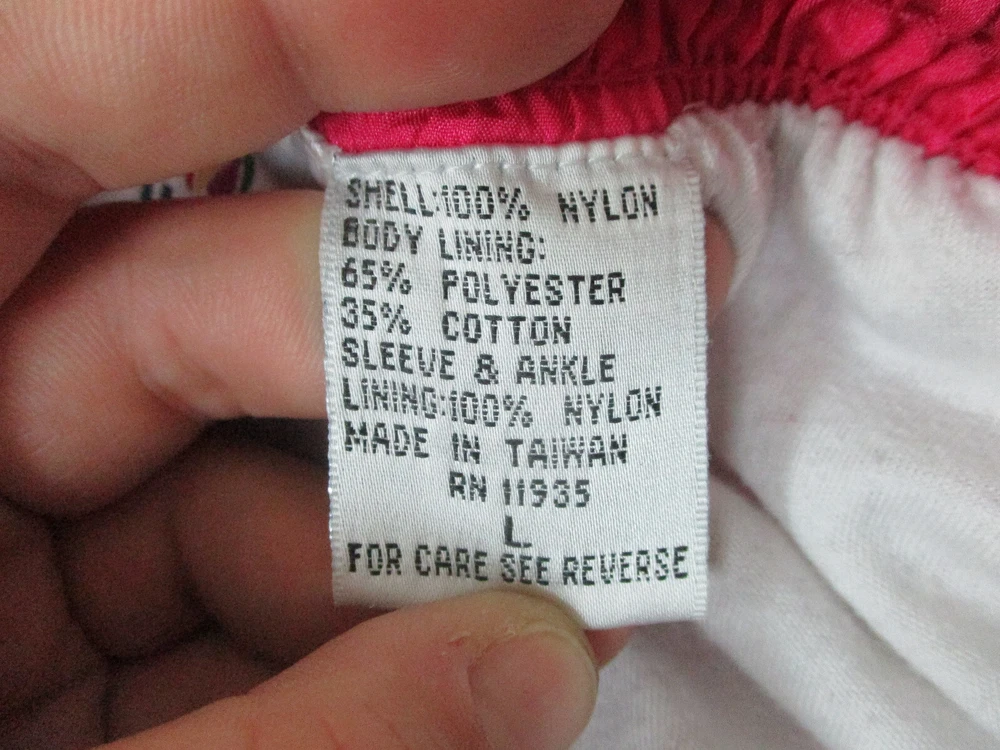 SHELL:100% NYLON
BODY LINING:
65% POLYESTER
35% COTTON
SLEEVE & ANKLE
LINING:100% NYLON
MADE IN TAIWAN
RN 11935
L
FOR CARE SEE REVERSE